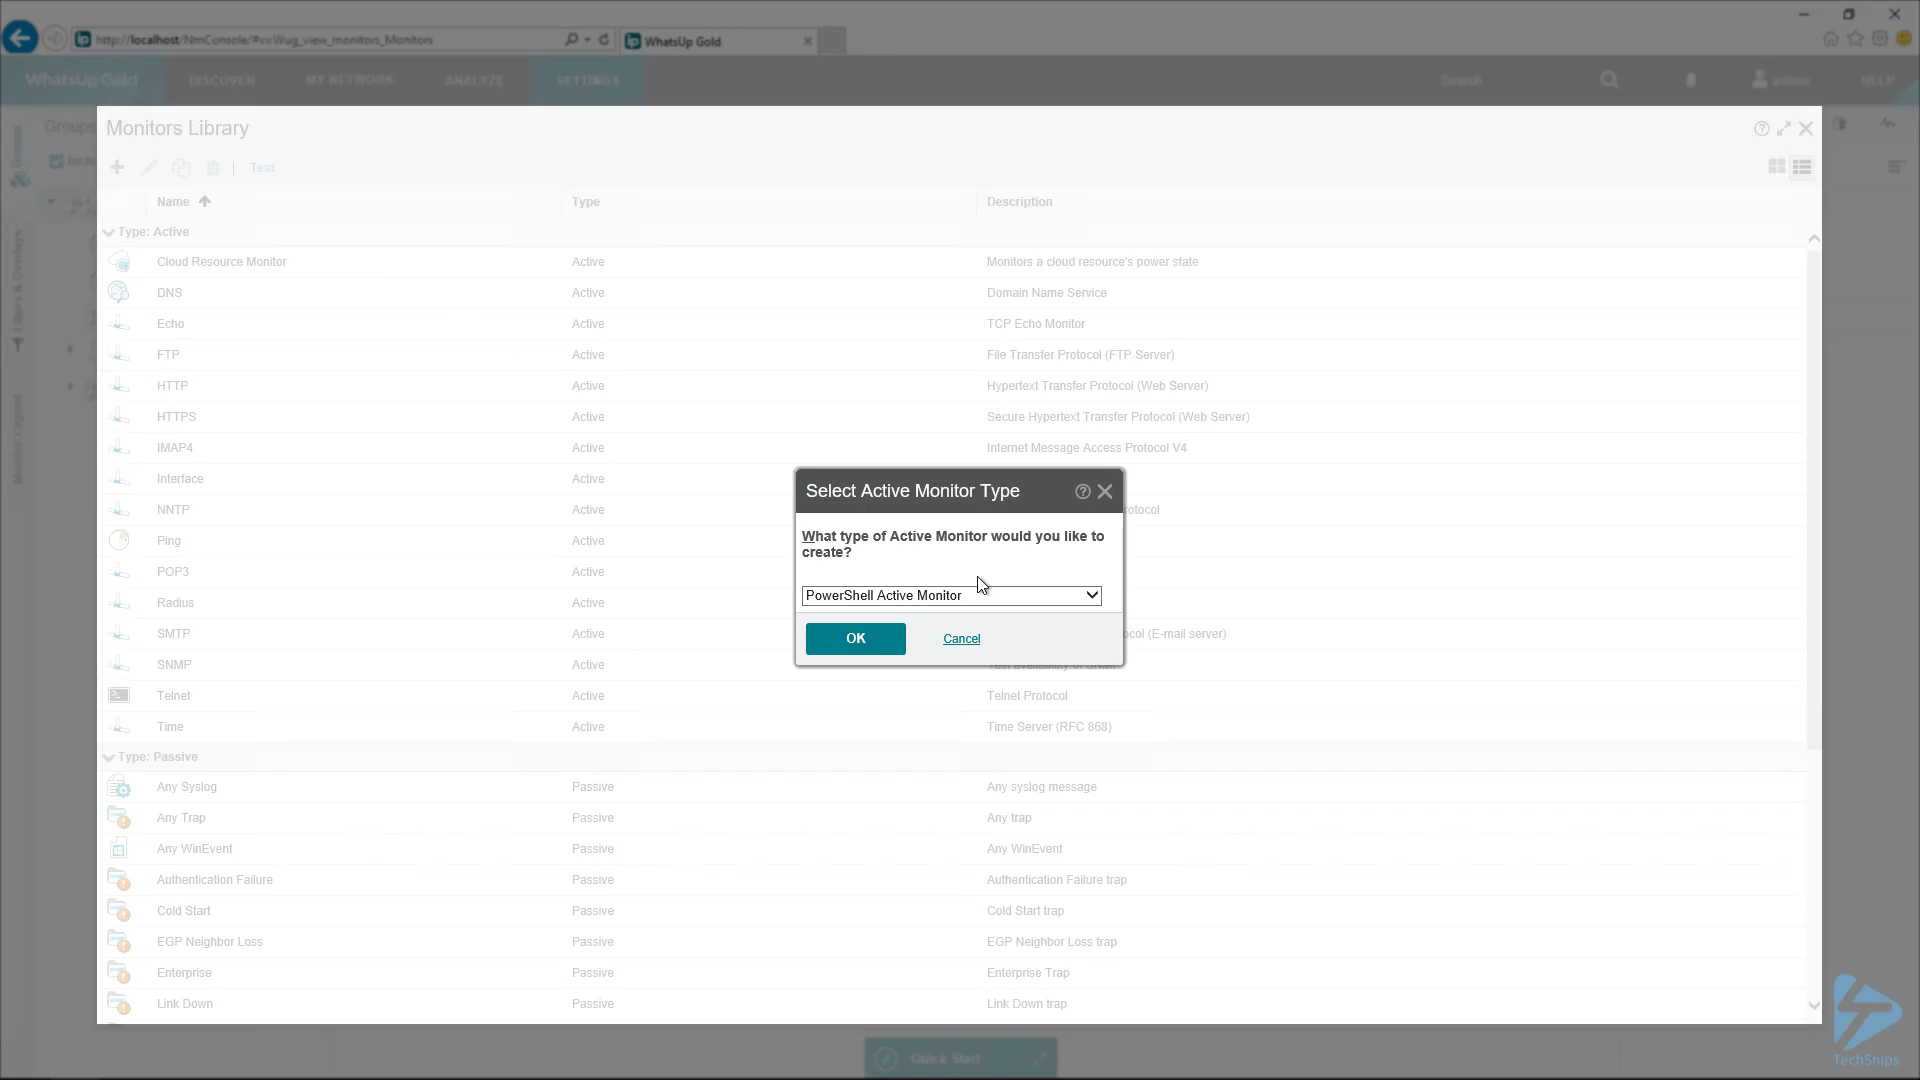 http://localhost/NmConsole/#v=Wug_view_monitors_Monitors
WhatsUp Gold
WhatsUp Gold
DISCOVER
MY NETWORK
ANALYZE
SETTINGS
Search
admin
HELP
Groups
Groups
Filters & Overlays
Monitor Legend
Monitors Library
Test
Name
Type
Description
Type: Active
Cloud Resource Monitor Active Monitors a cloud resource's power state
DNS Active Domain Name Service
Echo Active TCP Echo Monitor
FTP Active File Transfer Protocol (FTP Server)
HTTP Active Hypertext Transfer Protocol (Web Server)
HTTPS Active Secure Hypertext Transfer Protocol (Web Server)
IMAP4 Active Internet Message Access Protocol V4
Interface Active
NNTP Active otocol
Ping Active
POP3 Active
Radius Active
SMTP Active ocol (E-mail server)
SNMP Active
Telnet Active Telnet Protocol
Time Active Time Server (RFC 868)
Type: Passive
Any Syslog Passive Any syslog message
Any Trap Passive Any trap
Any WinEvent Passive Any WinEvent
Authentication Failure Passive Authentication Failure trap
Cold Start Passive Cold Start trap
EGP Neighbor Loss Passive EGP Neighbor Loss trap
Enterprise Passive Enterprise Trap
Link Down Passive Link Down trap
Select Active Monitor Type
What type of Active Monitor would you like to
create?
PowerShell Active Monitor
OK
Cancel
Quick Start
TechSnips